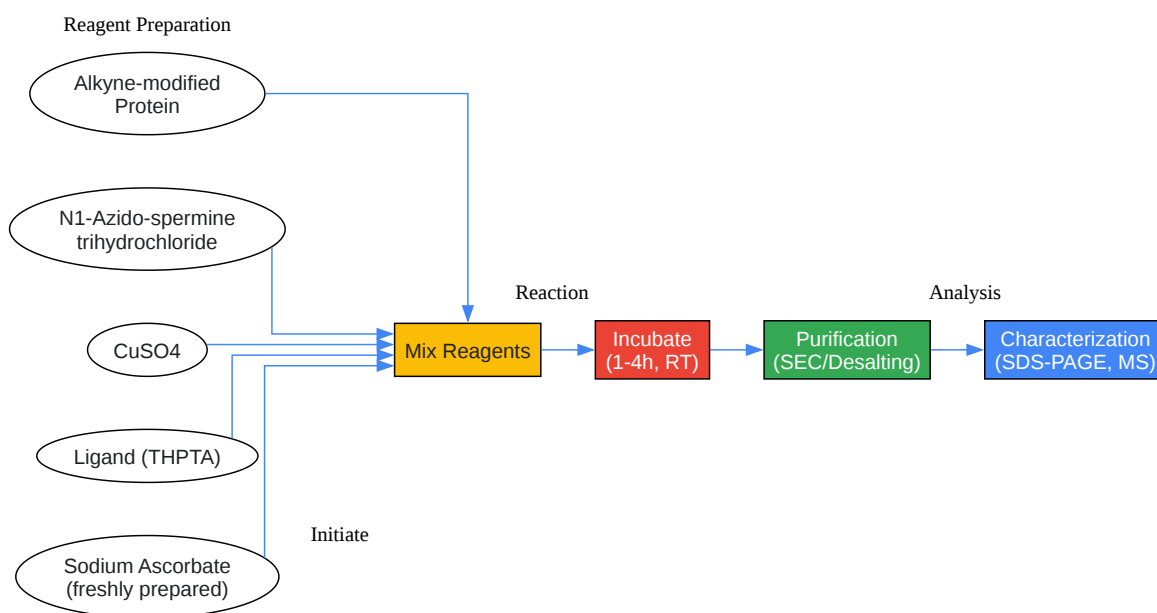 Reagent Preparation
Alkyne-modified
Protein
N1-Azido-spermine
trihydrochloride
CuSO4
Ligand (THPTA)
Sodium Ascorbate
(freshly prepared)
Initiate
Mix Reagents
Reaction
Incubate
(1-4h, RT)
Purification
(SEC/Desalting)
Analysis
Characterization
(SDS-PAGE, MS)